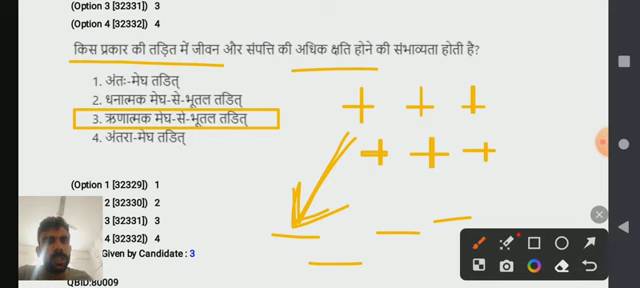 (Option 3 [32331]) 3
(Option 4 [32332]) 4
किस प्रकार की तड़ित में जीवन और संपत्ति की अधिक क्षति होने की संभाव्यता होती है?
1. अंतः-मेघ तडित्
2. धनात्मक मेघ-से-भूतल तडित्
3. ऋणात्मक मेघ-से-भूतल तडित्
4. अंतरा-मेघ तडित्
(Option 1 [32329]) 1
2 [32330]) 2
3 [32331]) 3
4 [32332]) 4
Given by Candidate : 3
QBID:80009